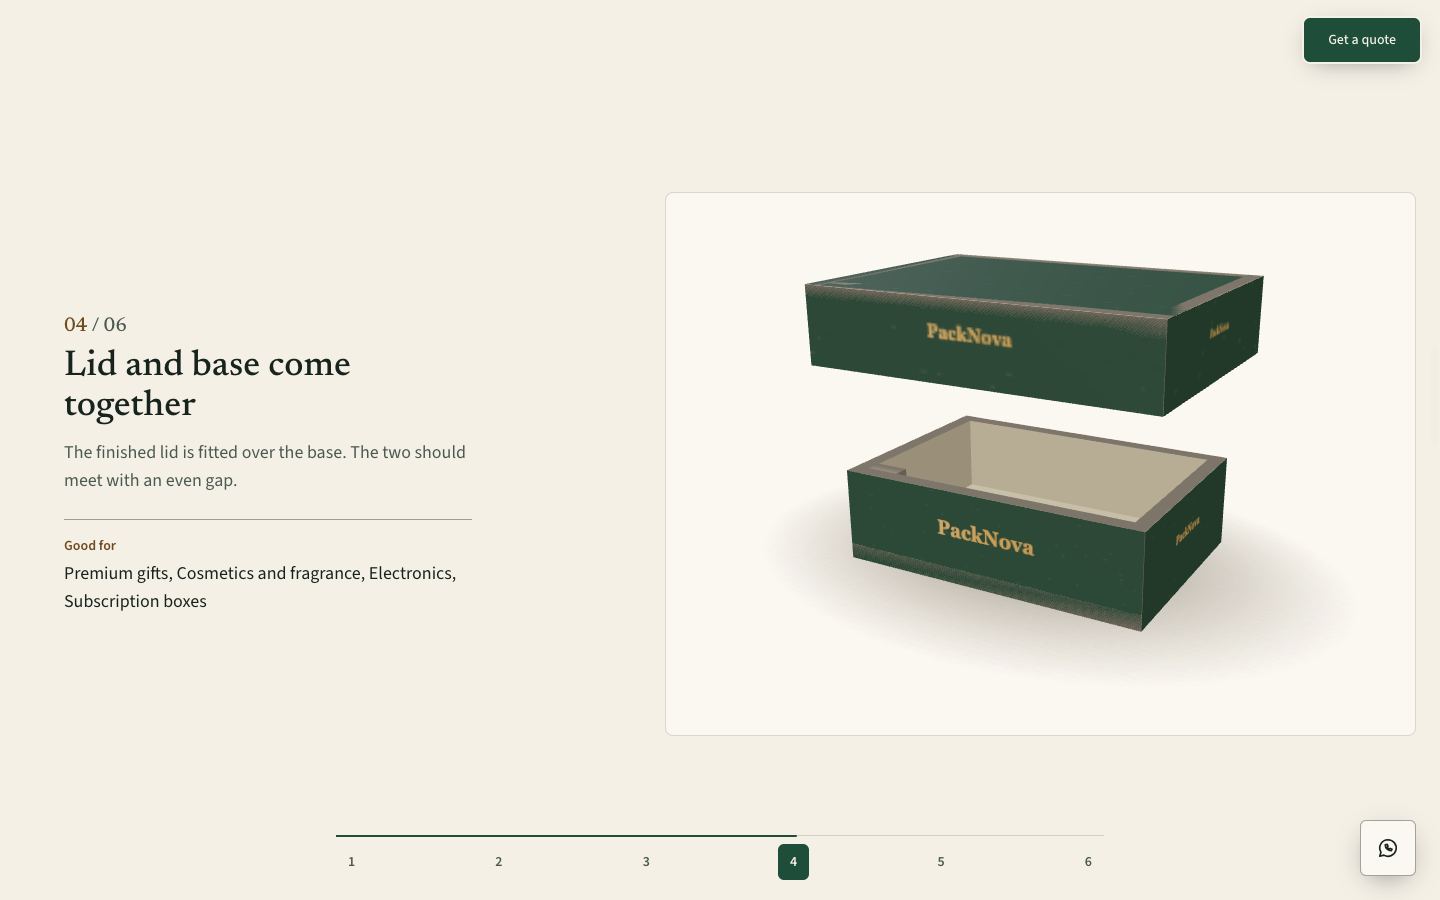 Get a quote
04 / 06
Lid and base come
together
The finished lid is fitted over the base. The two should
meet with an even gap.
Good for
Premium gifts, Cosmetics and fragrance, Electronics,
Subscription boxes
PackNova
PackNova
PackNova
PackNova
1 2 3 4 5 6